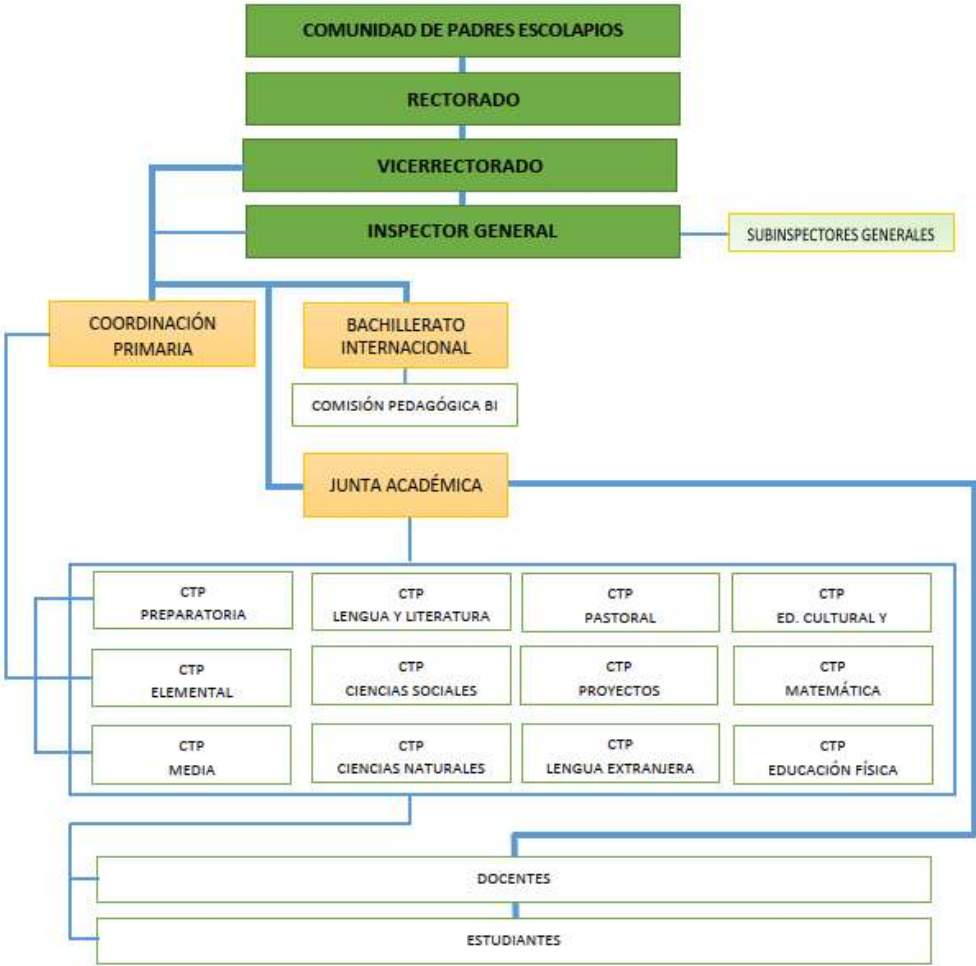 COMUNIDAD DE PADRES ESCOLAPIOS
RECTORADO
VICERRECTORADO
INSPECTOR GENERAL
SUBINSPECTORES GENERALES
COORDINACIÓN
PRIMARIA
BACHILLERATO
INTERNACIONAL
COMISIÓN PEDAGÓGICA BI
JUNTA ACADÉMICA
CTP
PREPARATORIA
CTP
LENGUA Y LITERATURA
CTP
PASTORAL
CTP
ED. CULTURAL Y
CTP
ELEMENTAL
CTP
CIENCIAS SOCIALES
CTP
PROYECTOS
CTP
MATEMÁTICA
CTP
MEDIA
CTP
CIENCIAS NATURALES
CTP
LENGUA EXTRANJERA
CTP
EDUCACIÓN FÍSICA
DOCENTES
ESTUDIANTES